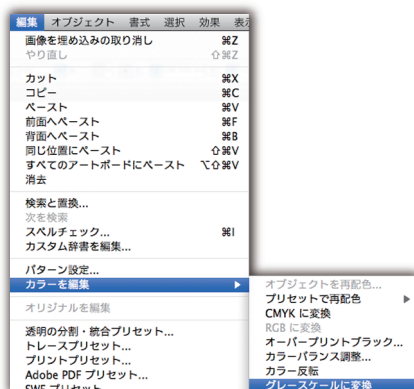 編集 オブジェクト 書式 選択 効果 表示
画像を埋め込みの取り消し ⌘Z
やり直し ⇧⌘Z
カット ⌘X
コピー ⌘C
ペースト ⌘V
前面へペースト ⌘F
背面へペースト ⌘B
同じ位置にペースト ⇧⌘V
すべてのアートボードにペースト ⌥⇧⌘V
消去
検索と置換...
次を検索
スペルチェック... ⌘I
カスタム辞書を編集...
パターン設定...
カラーを編集 ▶
オリジナルを編集
透明の分割・統合プリセット...
トレースプリセット...
プリントプリセット...
Adobe PDF プリセット...
SWF プリセット...
オブジェクトを再配色...
プリセットで再配色 ▶
CMYK に変換
RGB に変換
オーバープリントブラック...
カラーバランス調整...
カラー反転
グレースケールに変換